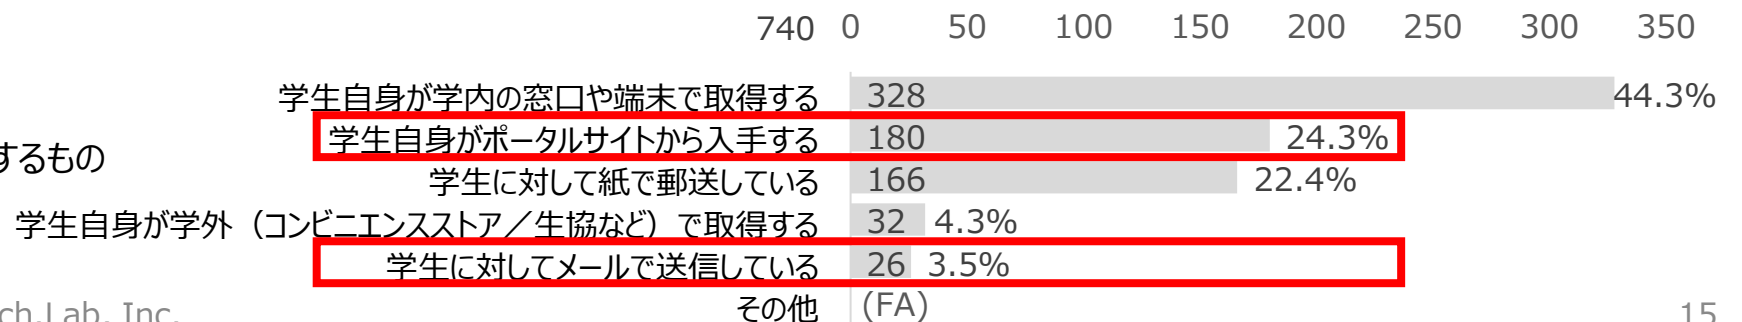 740 0 50 100 150 200 250 300 350
学生自身が学内の窓口や端末で取得する 328 44.3%
学生自身がポータルサイトから入手する 180 24.3%
するもの
学生に対して紙で郵送している 166 22.4%
学生自身が学外（コンビニエンスストア／生協など）で取得する 32 4.3%
学生に対してメールで送信している 26 3.5%
その他 (FA)
ch.Lab, Inc. 15